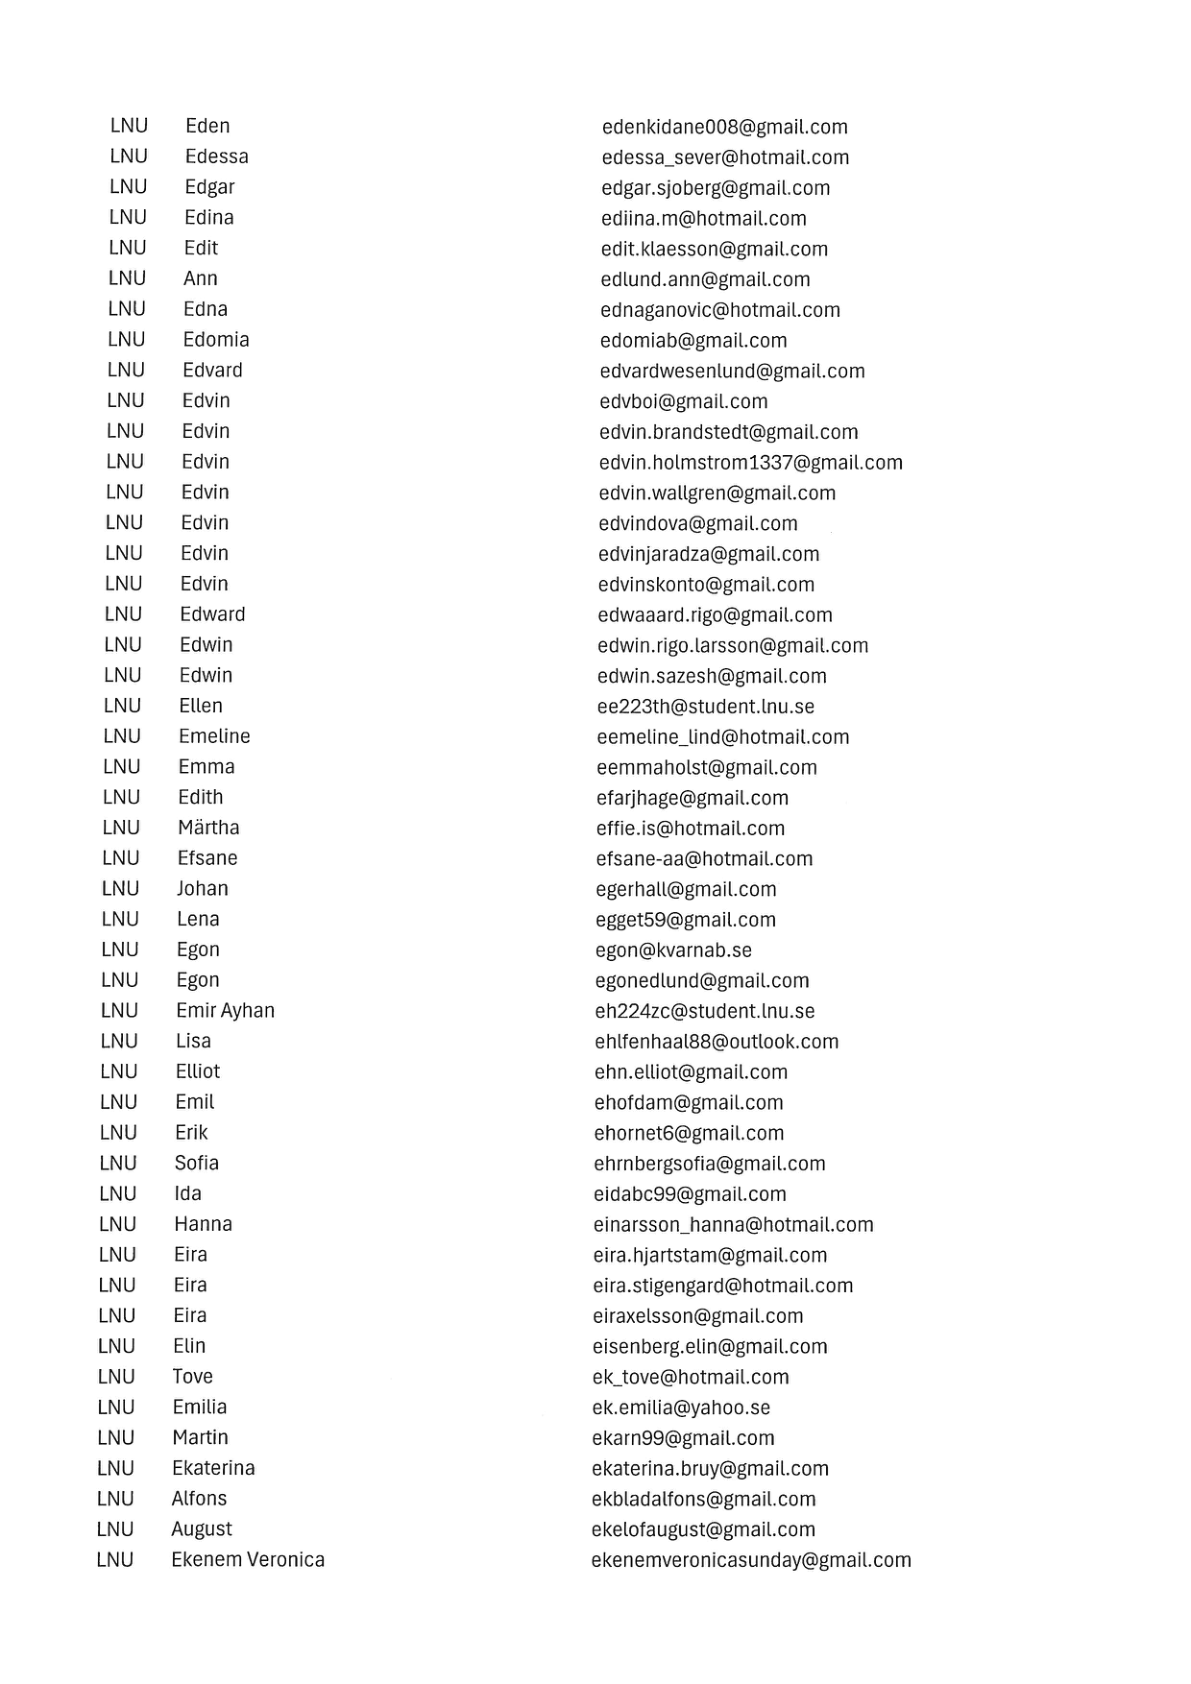 LNU Eden edenkidane008@gmail.com
LNU Edessa edessa_sever@hotmail.com
LNU Edgar edgar.sjoberg@gmail.com
LNU Edina ediina.m@hotmail.com
LNU Edit edit.klaesson@gmail.com
LNU Ann edlund.ann@gmail.com
LNU Edna ednaganovic@hotmail.com
LNU Edomia edomiab@gmail.com
LNU Edvard edvardwesenlund@gmail.com
LNU Edvin edvboi@gmail.com
LNU Edvin edvin.brandstedt@gmail.com
LNU Edvin edvin.holmstrom1337@gmail.com
LNU Edvin edvin.wallgren@gmail.com
LNU Edvin edvindova@gmail.com
LNU Edvin edvinjaradza@gmail.com
LNU Edvin edvinskonto@gmail.com
LNU Edward edwaaard.rigo@gmail.com
LNU Edwin edwin.rigo.larsson@gmail.com
LNU Edwin edwin.sazesh@gmail.com
LNU Ellen ee223th@student.lnu.se
LNU Emeline eemeline_lind@hotmail.com
LNU Emma eemmaholst@gmail.com
LNU Edith efarjhage@gmail.com
LNU Märtha effie.is@hotmail.com
LNU Efsane efsane-aa@hotmail.com
LNU Johan egerhall@gmail.com
LNU Lena egget59@gmail.com
LNU Egon egon@kvarnab.se
LNU Egon egonedlund@gmail.com
LNU Emir Ayhan eh224zc@student.lnu.se
LNU Lisa ehlfenhaal88@outlook.com
LNU Elliot ehn.elliot@gmail.com
LNU Emil ehofdam@gmail.com
LNU Erik ehornet6@gmail.com
LNU Sofia ehrnbergsofia@gmail.com
LNU Ida eidabc99@gmail.com
LNU Hanna einarsson_hanna@hotmail.com
LNU Eira eira.hjartstam@gmail.com
LNU Eira eira.stigengard@hotmail.com
LNU Eira eiraxelsson@gmail.com
LNU Elin eisenberg.elin@gmail.com
LNU Tove ek_tove@hotmail.com
LNU Emilia ek.emilia@yahoo.se
LNU Martin ekarn99@gmail.com
LNU Ekaterina ekaterina.bruy@gmail.com
LNU Alfons ekbladalfons@gmail.com
LNU August ekelofaugust@gmail.com
LNU Ekenem Veronica ekenemveronicasunday@gmail.com